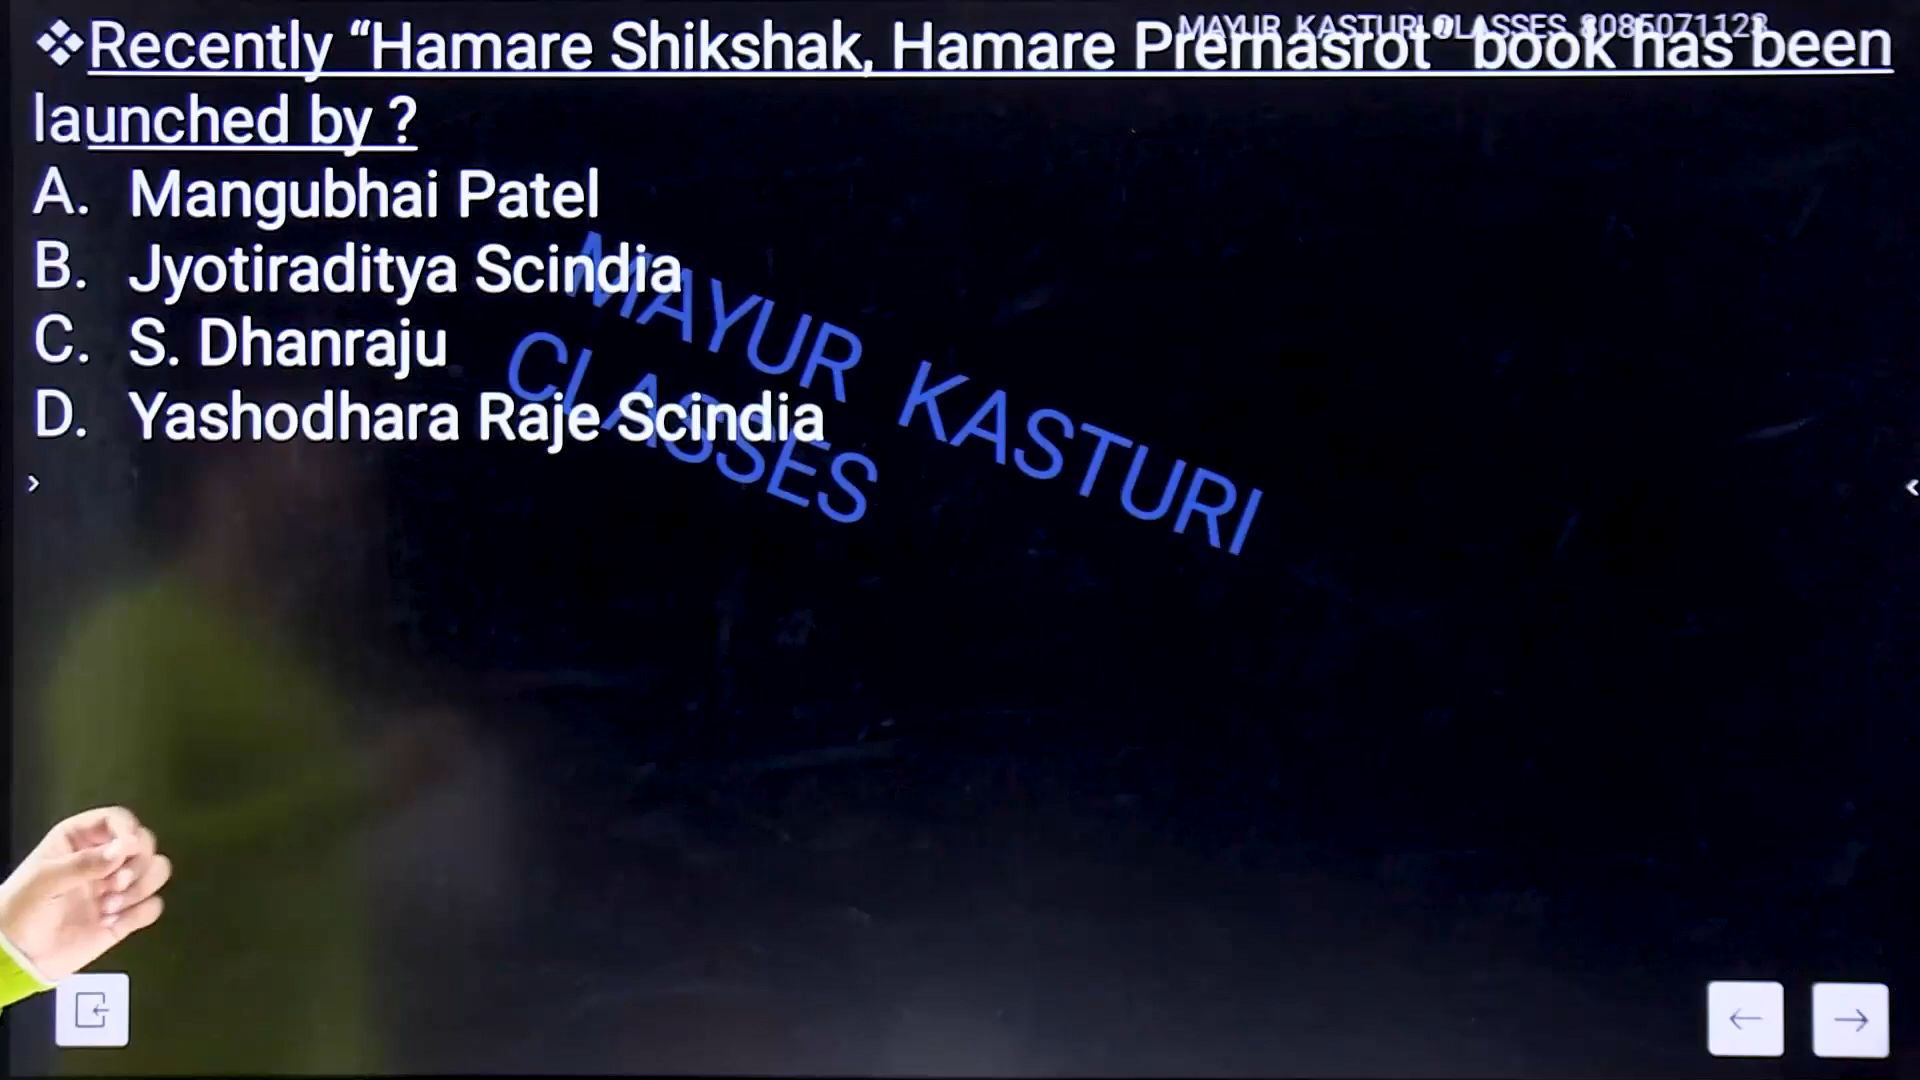 MAYUR KASTURI CLASSES 8085071123
❖Recently “Hamare Shikshak, Hamare Prernasrot” book has been
launched by ?
A. Mangubhai Patel
B. Jyotiraditya Scindia
C. S. Dhanraju
D. Yashodhara Raje Scindia
MAYUR KASTURI
CLASSES